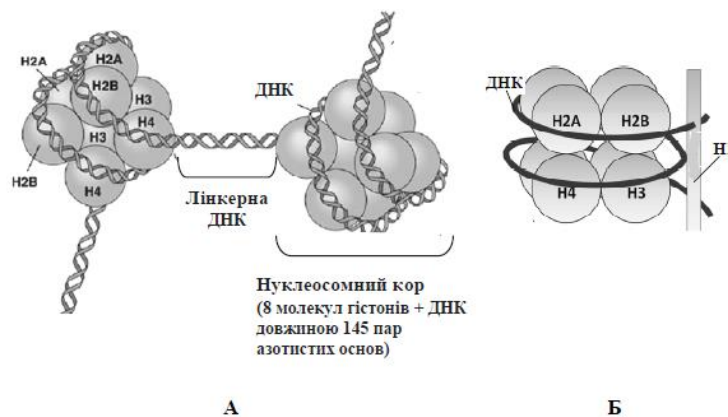 H2A
H2A
H2B
H3
H4
H3
H2B
H4
ДНК
Лінкерна
ДНК
Нуклеосомний кор
(8 молекул гістонів + ДНК
довжиною 145 пар
азотистих основ)
А
ДНК
H2A
H2B
H4
H3
Н
Б